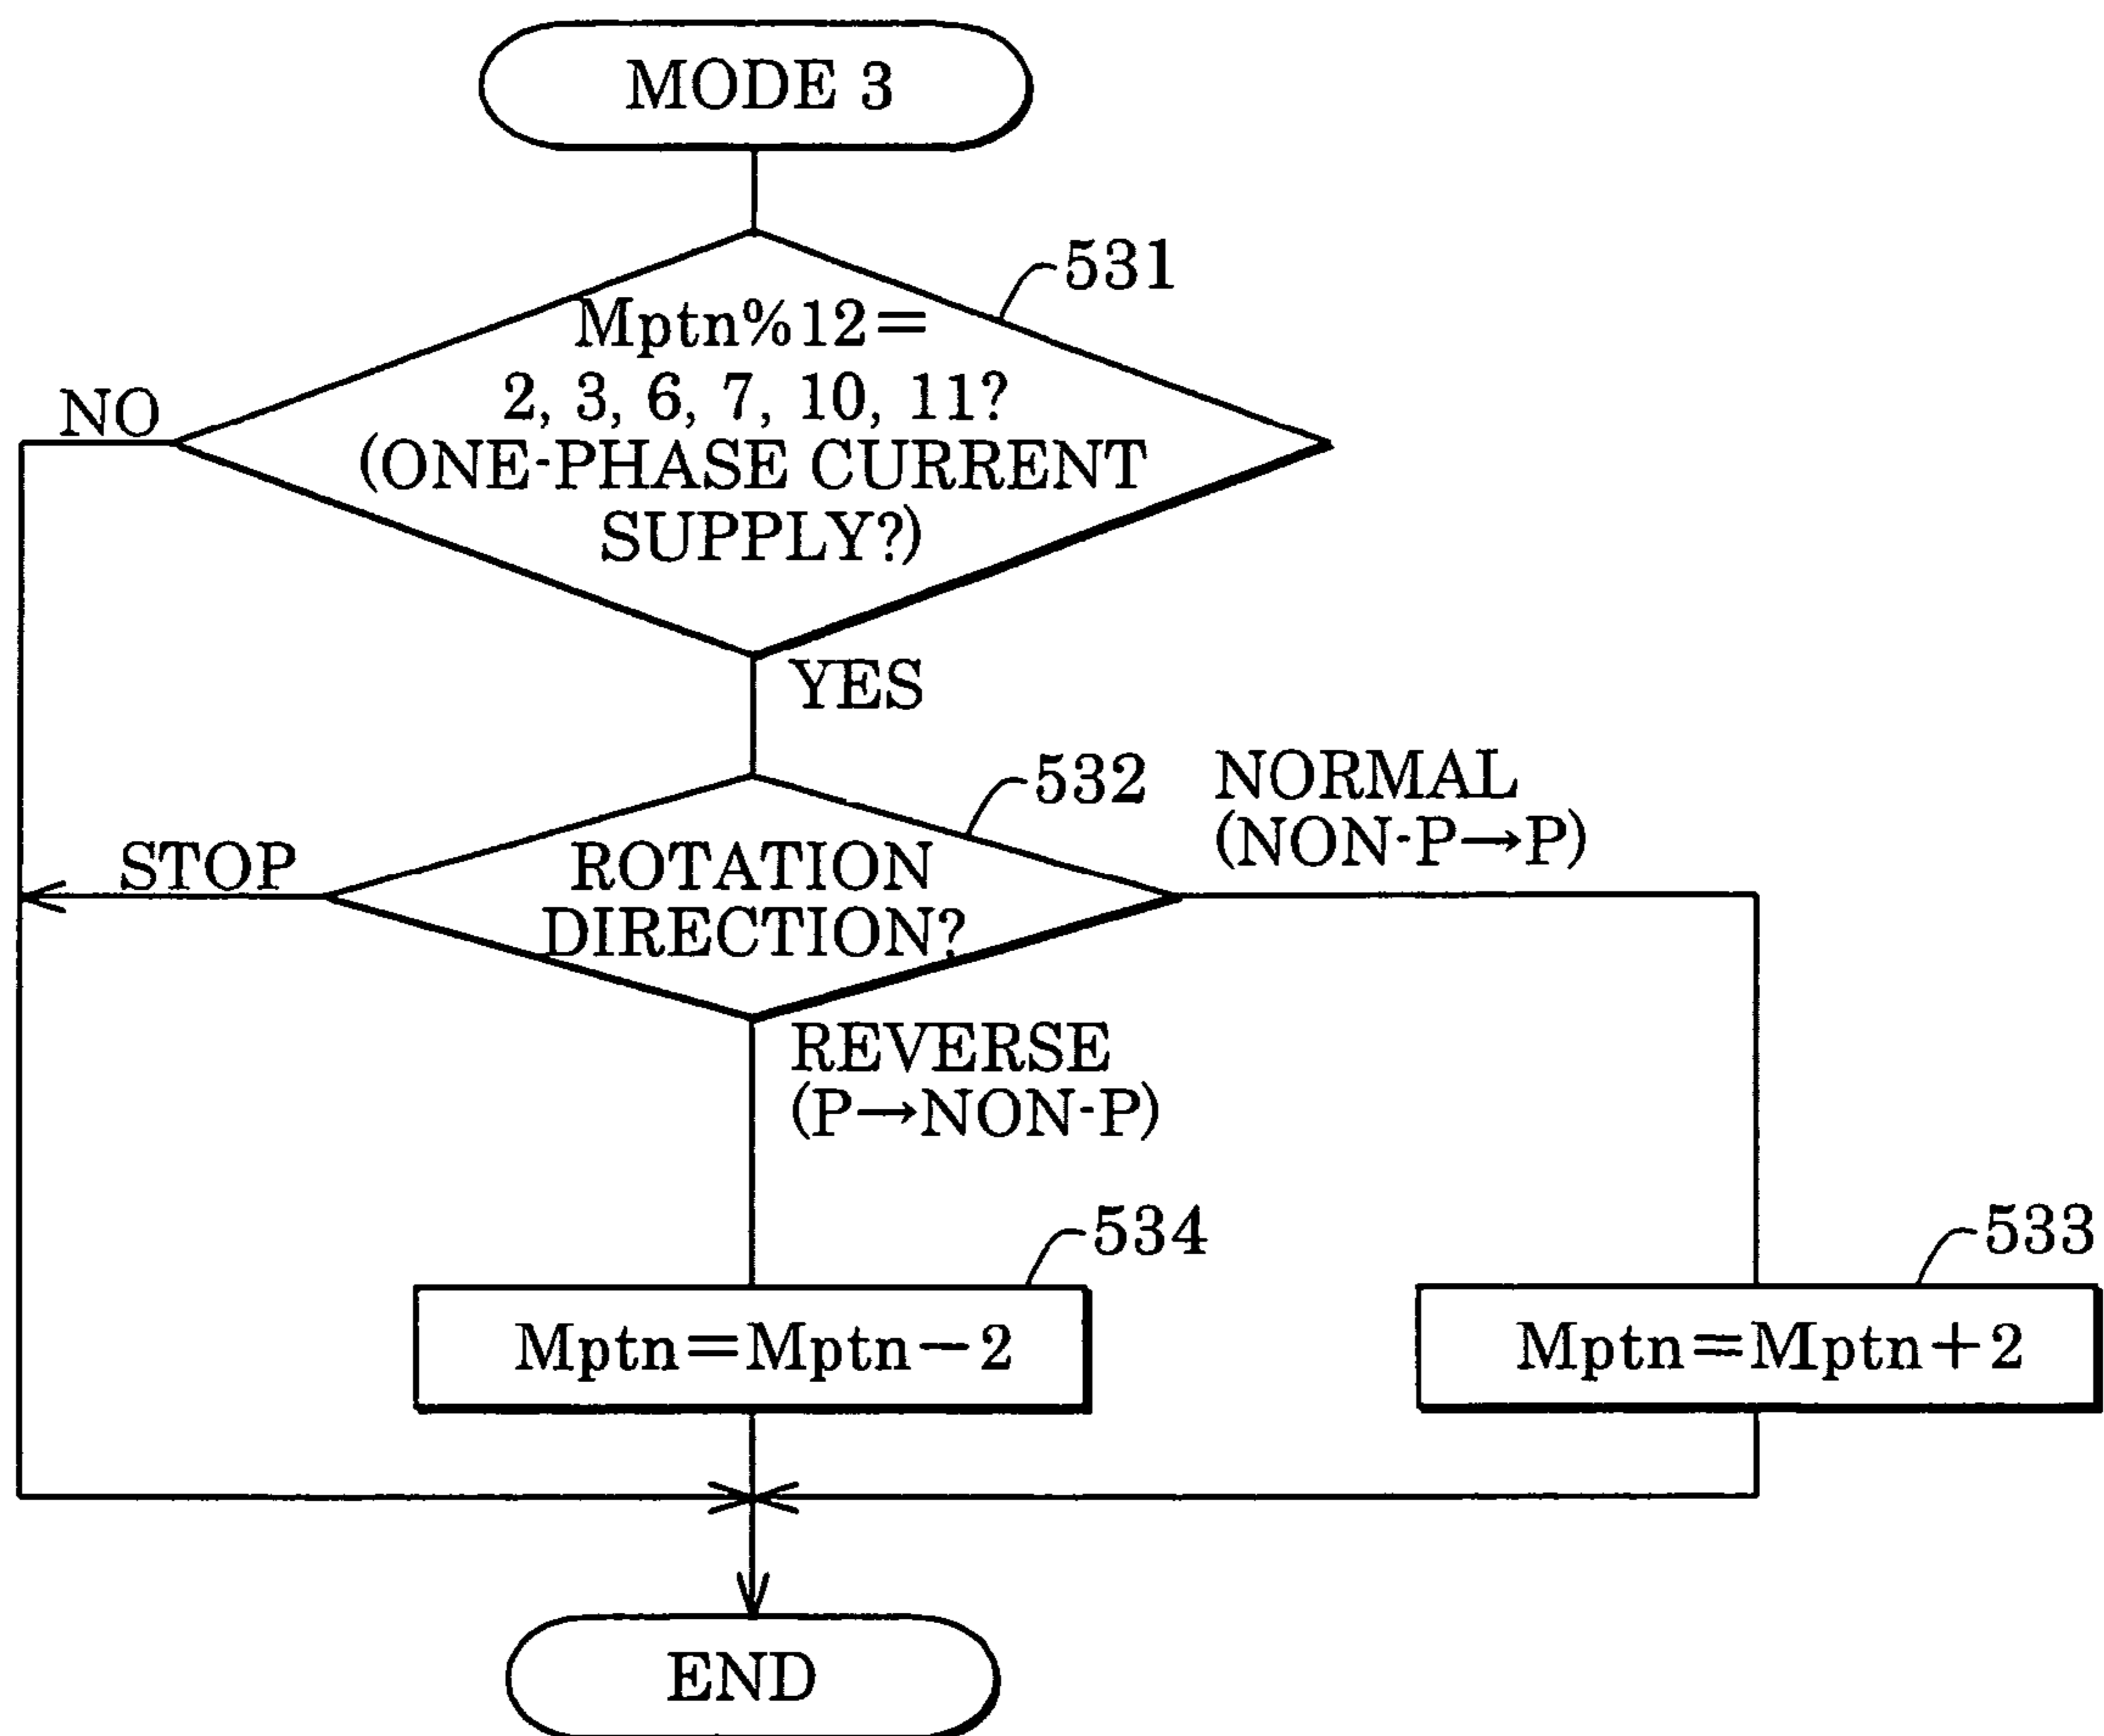 MODE 3
531
Mptn%12=
2, 3, 6, 7, 10, 11?
(ONE-PHASE CURRENT
SUPPLY?)
NO
YES
532
NORMAL
(NON-P→P)
STOP
ROTATION
DIRECTION?
REVERSE
(P→NON-P)
534
533
Mptn=Mptn−2
Mptn=Mptn+2
END